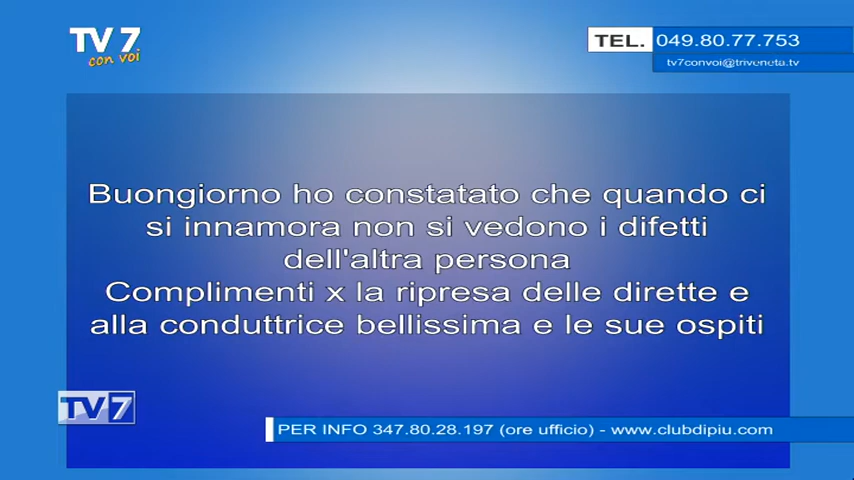 TV 7
con voi
TEL. 049.80.77.753
tv7convoi@triveneta.tv
Buongiorno ho constatato che quando ci
si innamora non si vedono i difetti
dell'altra persona
Complimenti x la ripresa delle dirette e
alla conduttrice bellissima e le sue ospiti
TV7
PER INFO 347.80.28.197 (ore ufficio) - www.clubdipiu.com